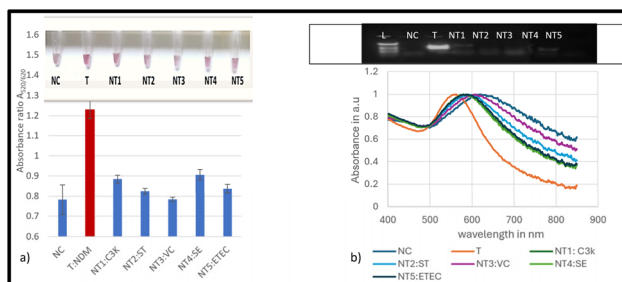 1.6
1.5
1.4
1.3
1.2
1.1
1
0.9
0.8
0.7
0.6
Absorbance ratio A520/620
NC T NT1 NT2 NT3 NT4 NT5
NC
T:NDM
NT1:C3K
NT2:ST
NT3:VC
NT4:SE
NT5:ETEC
a)
L NC T NT1 NT2 NT3 NT4 NT5
1.2
1
0.8
0.6
0.4
0.2
0
Absorbance in a.u
400 500 600 700 800 900
wavelength in nm
NC T NT1: C3k
NT2:ST NT3:VC NT4:SE
NT5:ETEC
b)